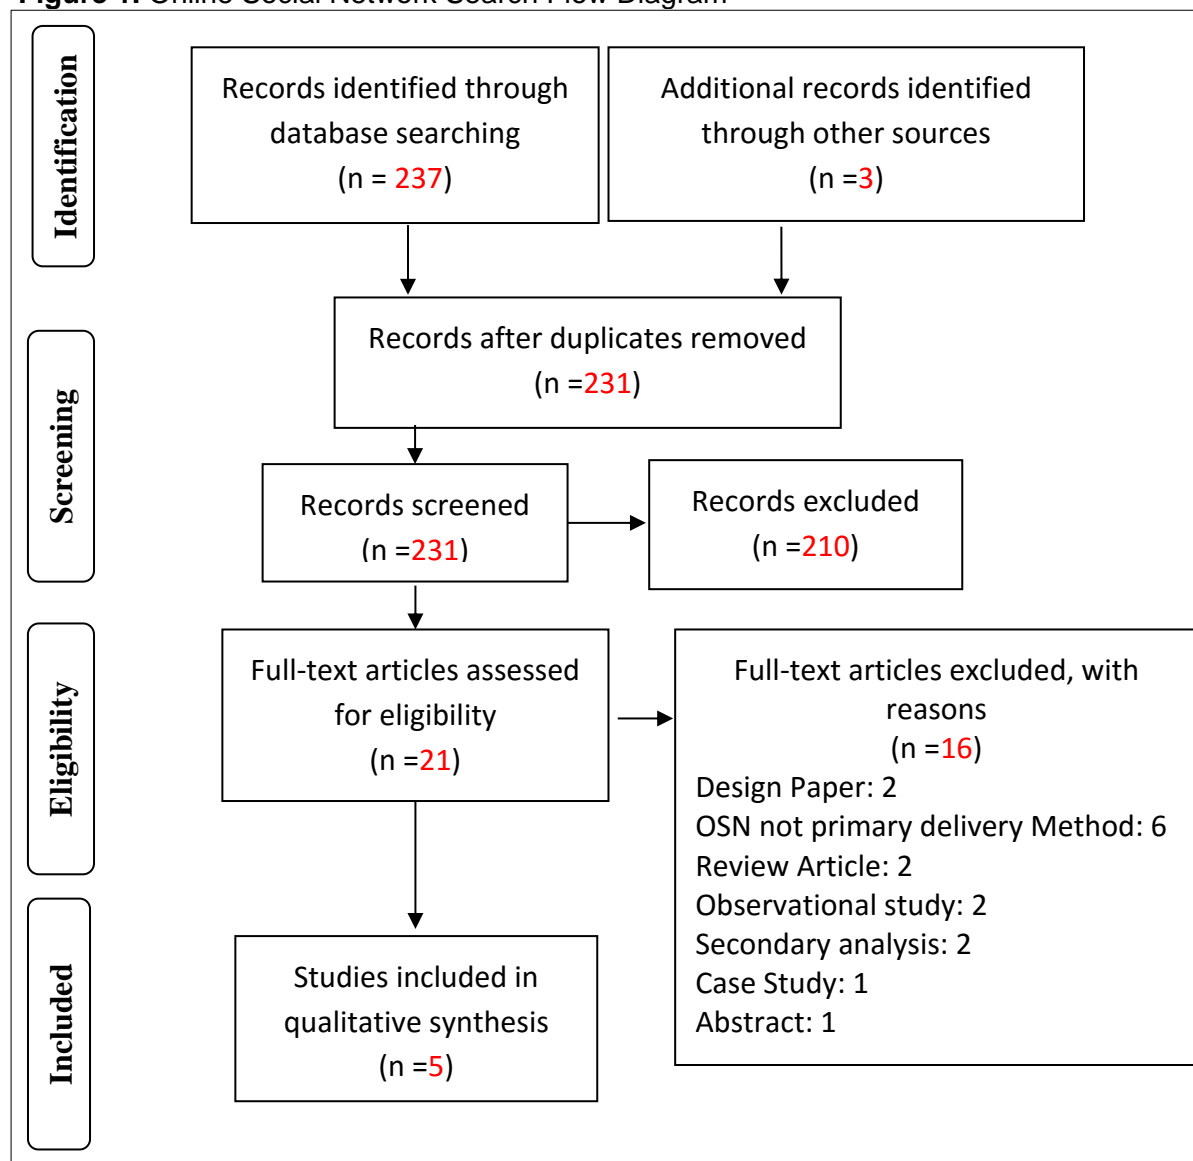 Figure 1. Online Social Network Search Flow Diagram
Identification
Records identified through
database searching
(n = 237)
Additional records identified
through other sources
(n =3)
Screening
Records after duplicates removed
(n =231)
Records screened
(n =231)
Records excluded
(n =210)
Eligibility
Full-text articles assessed
for eligibility
(n =21)
Full-text articles excluded, with
reasons
(n =16)
Design Paper: 2
OSN not primary delivery Method: 6
Review Article: 2
Observational study: 2
Secondary analysis: 2
Case Study: 1
Abstract: 1
Included
Studies included in
qualitative synthesis
(n =5)